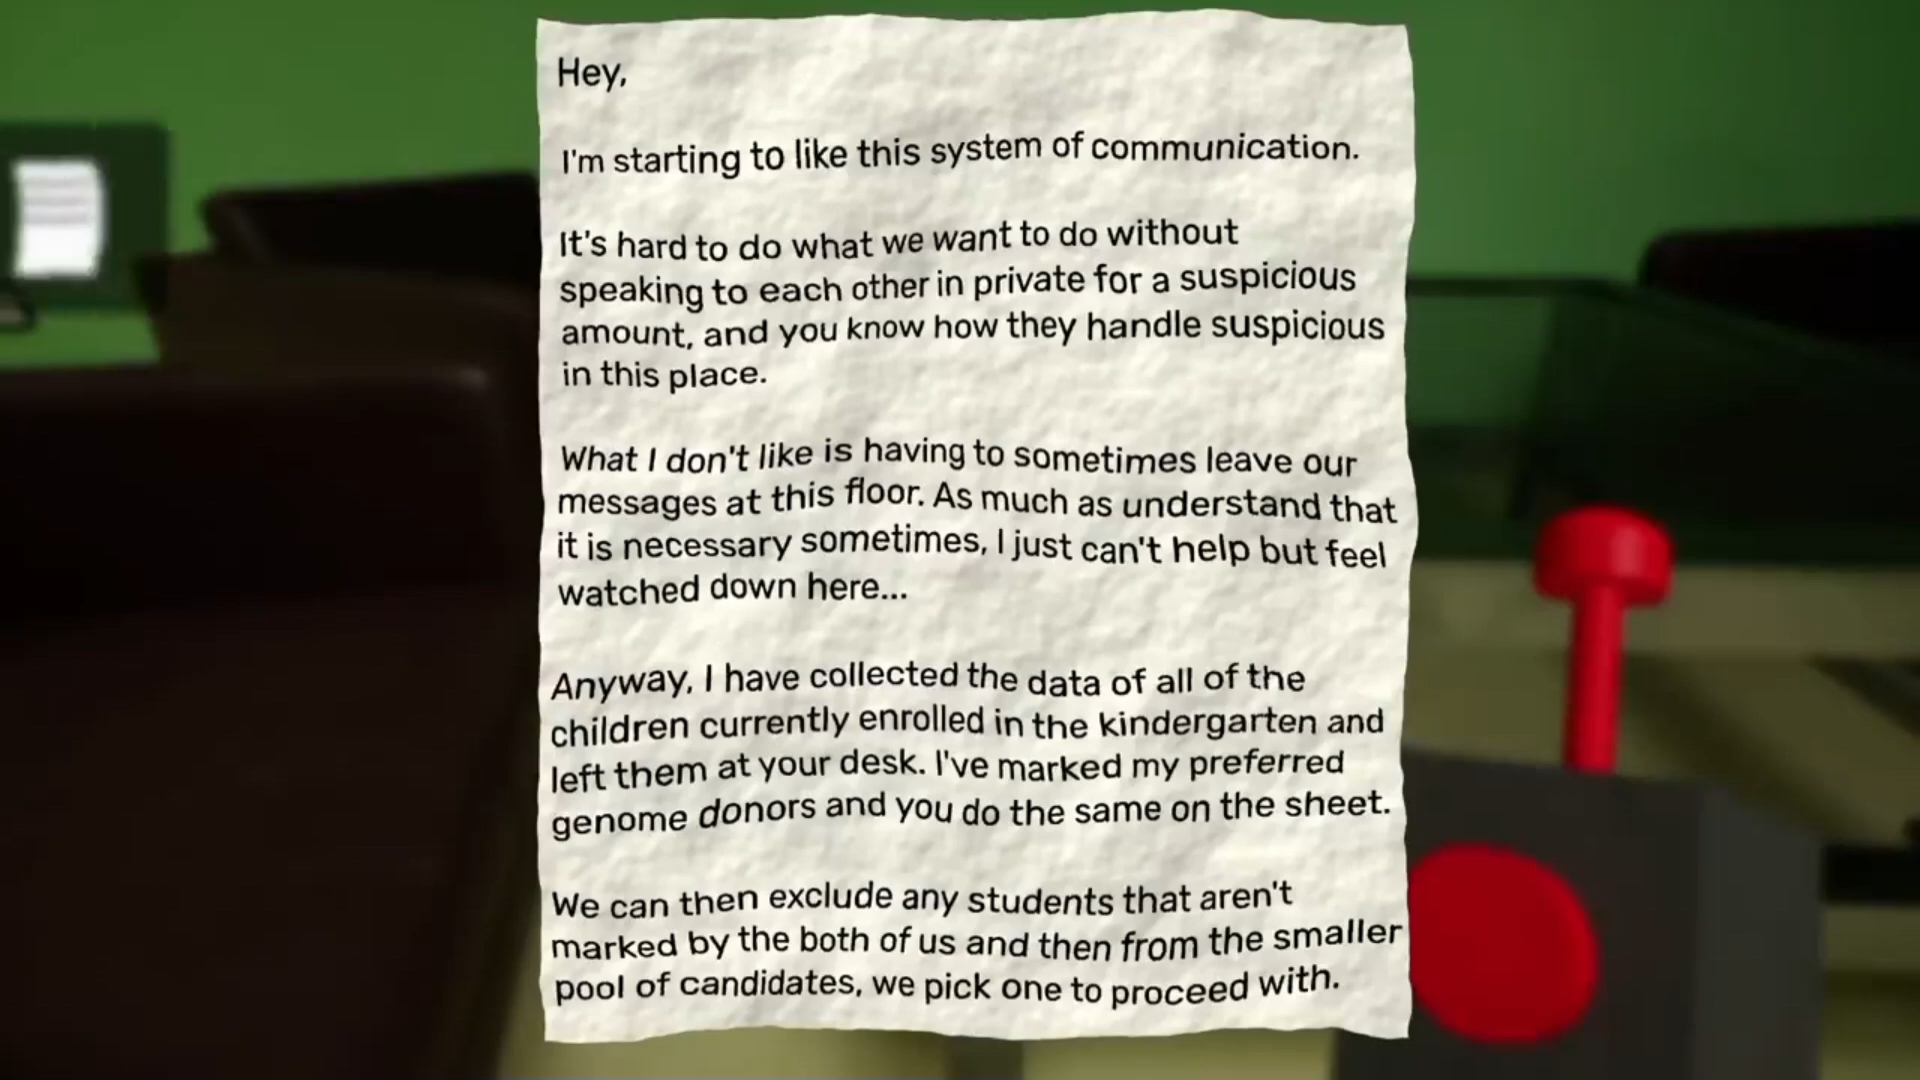 Hey,
I'm starting to like this system of communication.
It's hard to do what we want to do without
speaking to each other in private for a suspicious
amount, and you know how they handle suspicious
in this place.
What I don't like is having to sometimes leave our
messages at this floor. As much as understand that
it is necessary sometimes, I just can't help but feel
watched down here...
Anyway, I have collected the data of all of the
children currently enrolled in the kindergarten and
left them at your desk. I've marked my preferred
genome donors and you do the same on the sheet.
We can then exclude any students that aren't
marked by the both of us and then from the smaller
pool of candidates, we pick one to proceed with.